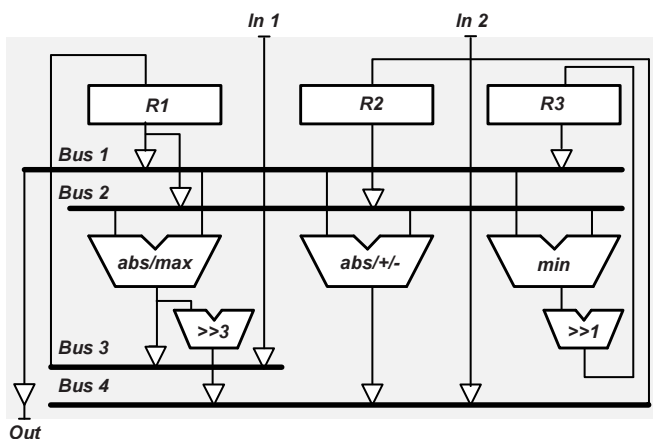 In 1
In 2
R1
R2
R3
Bus 1
Bus 2
abs/max
abs/+/-
min
>>3
>>1
Bus 3
Bus 4
Out